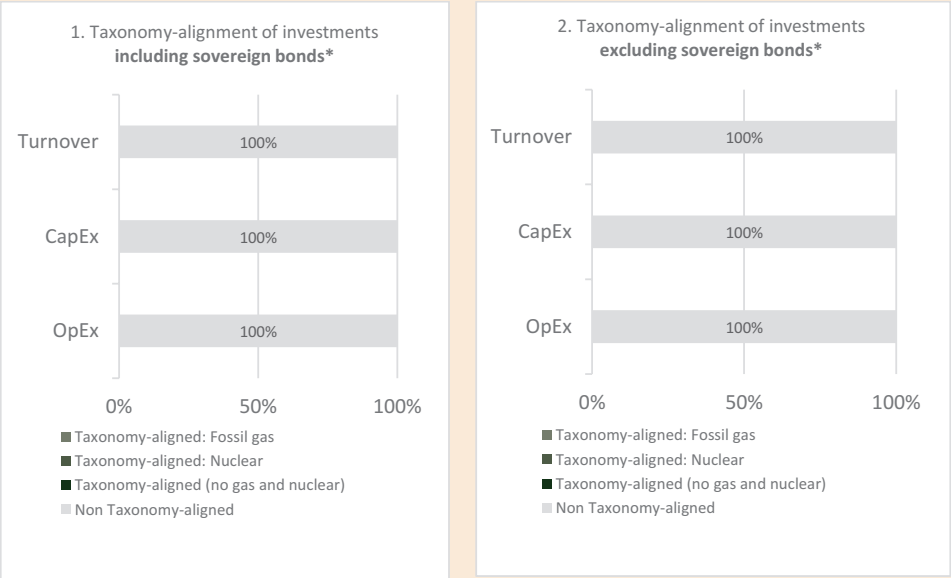 1. Taxonomy-alignment of investments
including sovereign bonds*
Turnover
100%
CapEx
100%
OpEx
100%
0% 50% 100%
Taxonomy-aligned: Fossil gas
Taxonomy-aligned: Nuclear
Taxonomy-aligned (no gas and nuclear)
Non Taxonomy-aligned
2. Taxonomy-alignment of investments
excluding sovereign bonds*
Turnover
100%
CapEx
100%
OpEx
100%
0% 50% 100%
Taxonomy-aligned: Fossil gas
Taxonomy-aligned: Nuclear
Taxonomy-aligned (no gas and nuclear)
Non Taxonomy-aligned